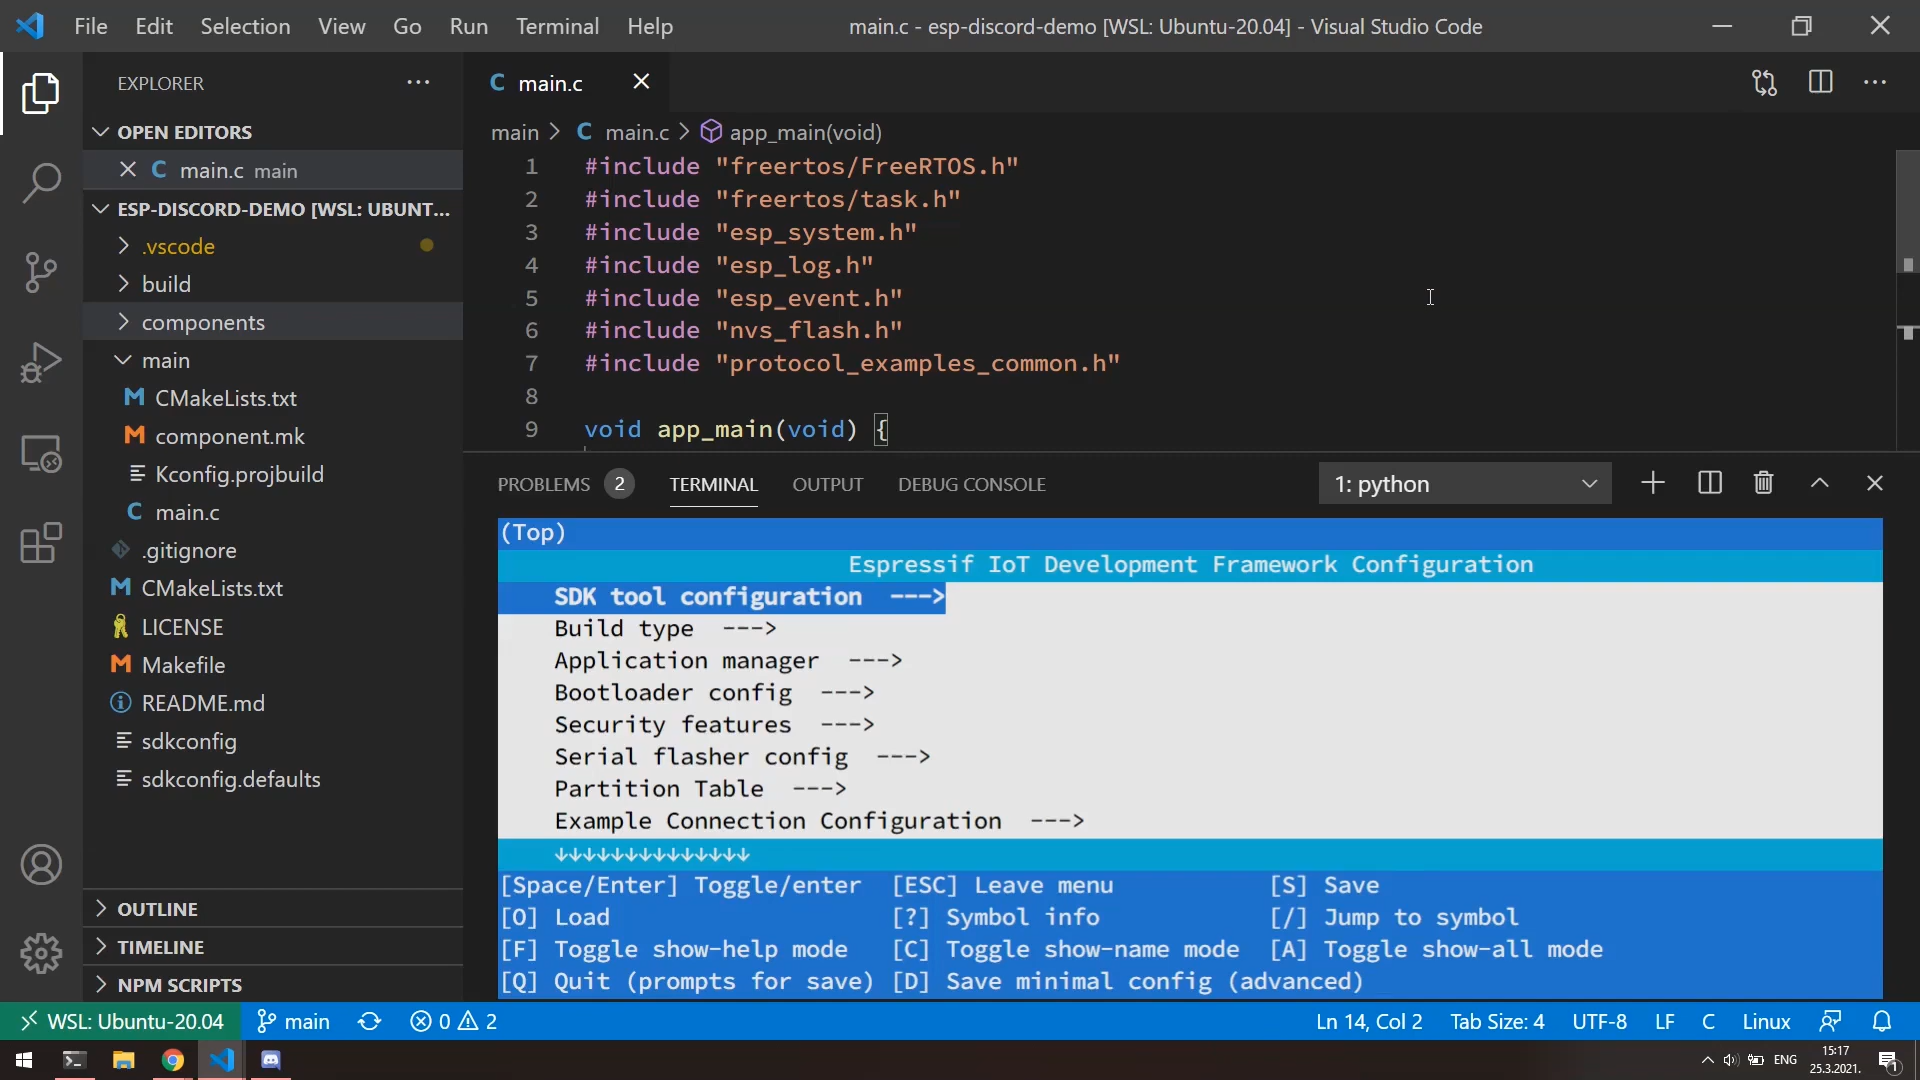 File Edit Selection View Go Run Terminal Help main.c - esp-discord-demo [WSL: Ubuntu-20.04] - Visual Studio Code
EXPLORER
OPEN EDITORS
main.c main
ESP-DISCORD-DEMO [WSL: UBUNT...
.vscode
build
components
main
CMakeLists.txt
component.mk
Kconfig.projbuild
main.c
.gitignore
CMakeLists.txt
LICENSE
Makefile
README.md
sdkconfig
sdkconfig.defaults
OUTLINE
TIMELINE
NPM SCRIPTS
C main.c
main > C main.c > app_main(void)
1 #include "freertos/FreeRTOS.h"
2 #include "freertos/task.h"
3 #include "esp_system.h"
4 #include "esp_log.h"
5 #include "esp_event.h"
6 #include "nvs_flash.h"
7 #include "protocol_examples_common.h"
8
9 void app_main(void) {
PROBLEMS 2 TERMINAL OUTPUT DEBUG CONSOLE 1: python
(Top)
Espressif IoT Development Framework Configuration
SDK tool configuration --->
Build type --->
Application manager --->
Bootloader config --->
Security features --->
Serial flasher config --->
Partition Table --->
Example Connection Configuration --->
↓↓↓↓↓↓↓↓↓↓↓↓↓↓
[Space/Enter] Toggle/enter [ESC] Leave menu [S] Save
[O] Load [?] Symbol info [/] Jump to symbol
[F] Toggle show-help mode [C] Toggle show-name mode [A] Toggle show-all mode
[Q] Quit (prompts for save) [D] Save minimal config (advanced)
WSL: Ubuntu-20.04 main 0 2 Ln 14, Col 2 Tab Size: 4 UTF-8 LF C Linux
ENG 15:17
25.3.2021. 1